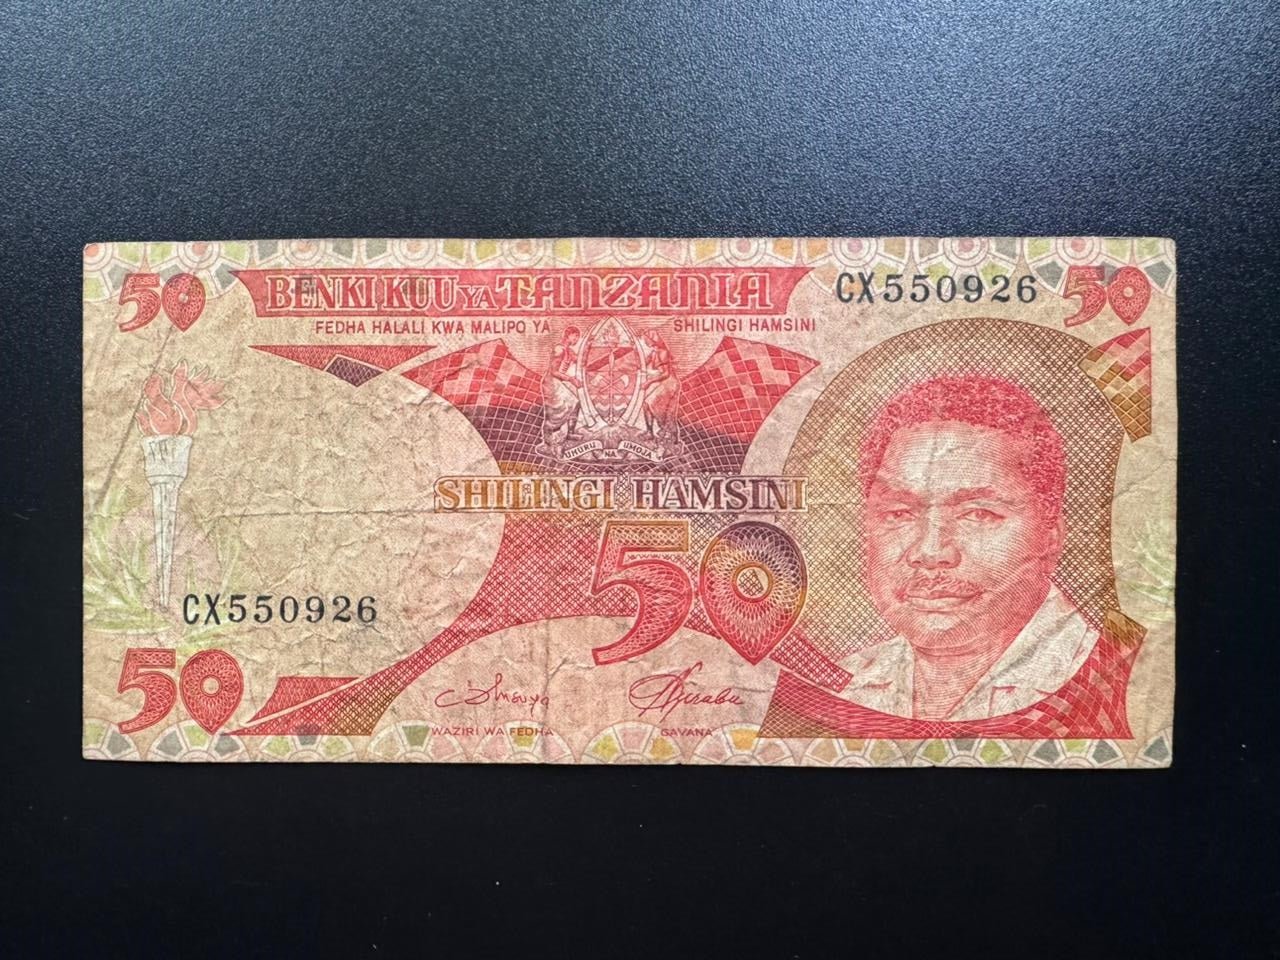 50
BENKI KUU YA TANZANIA
CX550926
50
FEDHA HALALI KWA MALIPO YA SHILINGI HAMSINI
UHURU NA UMOJA
SHILINGI HAMSINI
50
CX550926
50
WAZIRI WA FEDHA
GAVANA